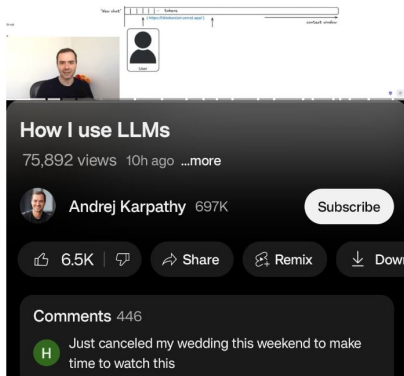 "New chat"
tokens
context window
User
How I use LLMs
75,892 views 10h ago ...more
Andrej Karpathy 697K
Subscribe
6.5K
Share
Remix
Dow
Comments 446
H
Just canceled my wedding this weekend to make
time to watch this